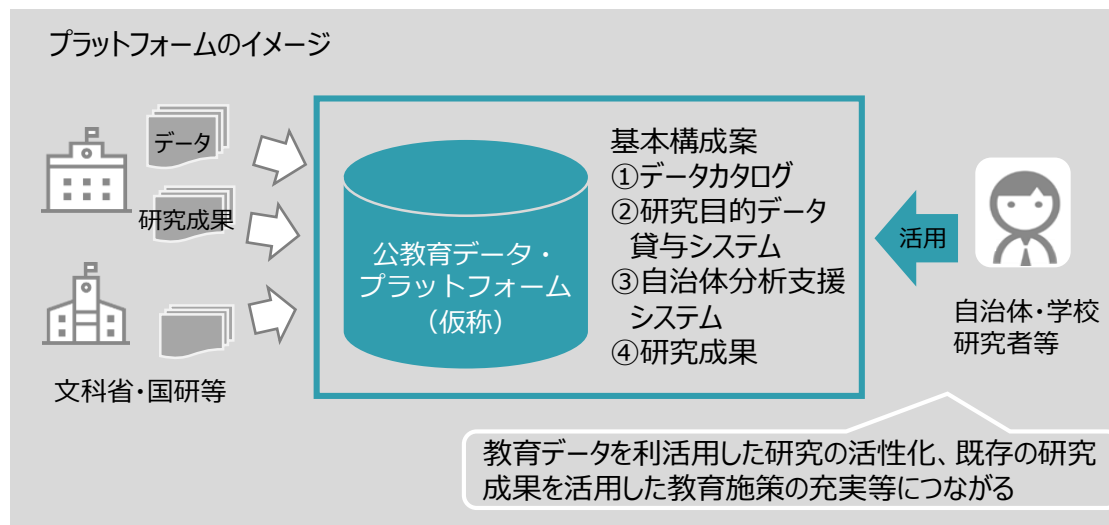 プラットフォームのイメージ
データ
研究成果
文科省・国研等
公教育データ・
プラットフォーム
（仮称）
基本構成案
①データカタログ
②研究目的データ
貸与システム
③自治体分析支援
システム
④研究成果
活用
自治体・学校
研究者等
教育データを利活用した研究の活性化、既存の研究
成果を活用した教育施策の充実等につながる